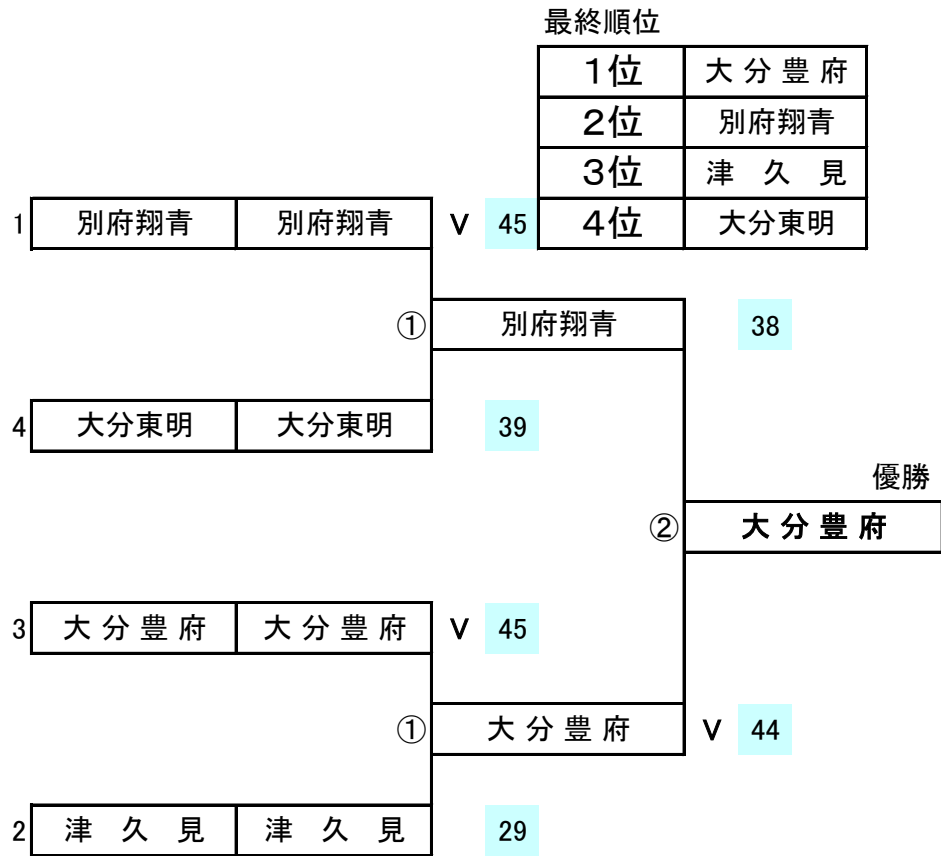 最終順位
1位 大分豊府
2位 別府翔青
3位 津久見
1 別府翔青 別府翔青 V 45 4位 大分東明
① 別府翔青 38
4 大分東明 大分東明 39
優勝
② 大分豊府
3 大分豊府 大分豊府 V 45
① 大分豊府 V 44
2 津久見 津久見 29